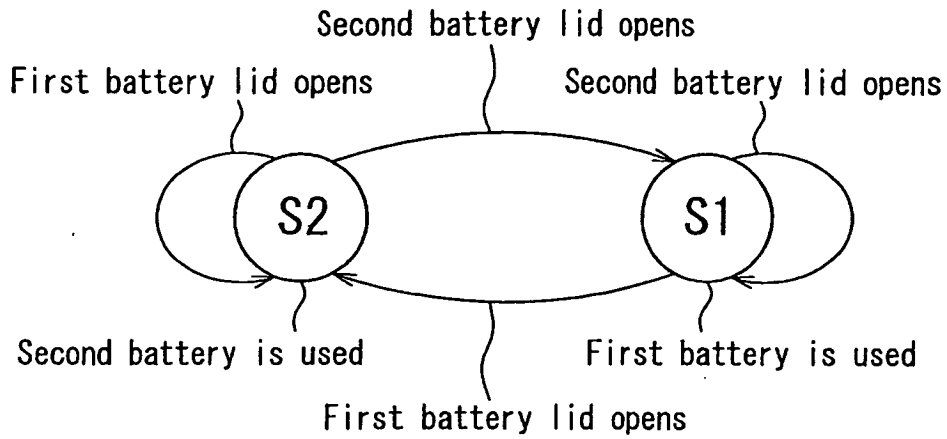 Second battery lid opens
First battery lid opens
Second battery lid opens
S2
S1
Second battery is used
First battery is used
First battery lid opens